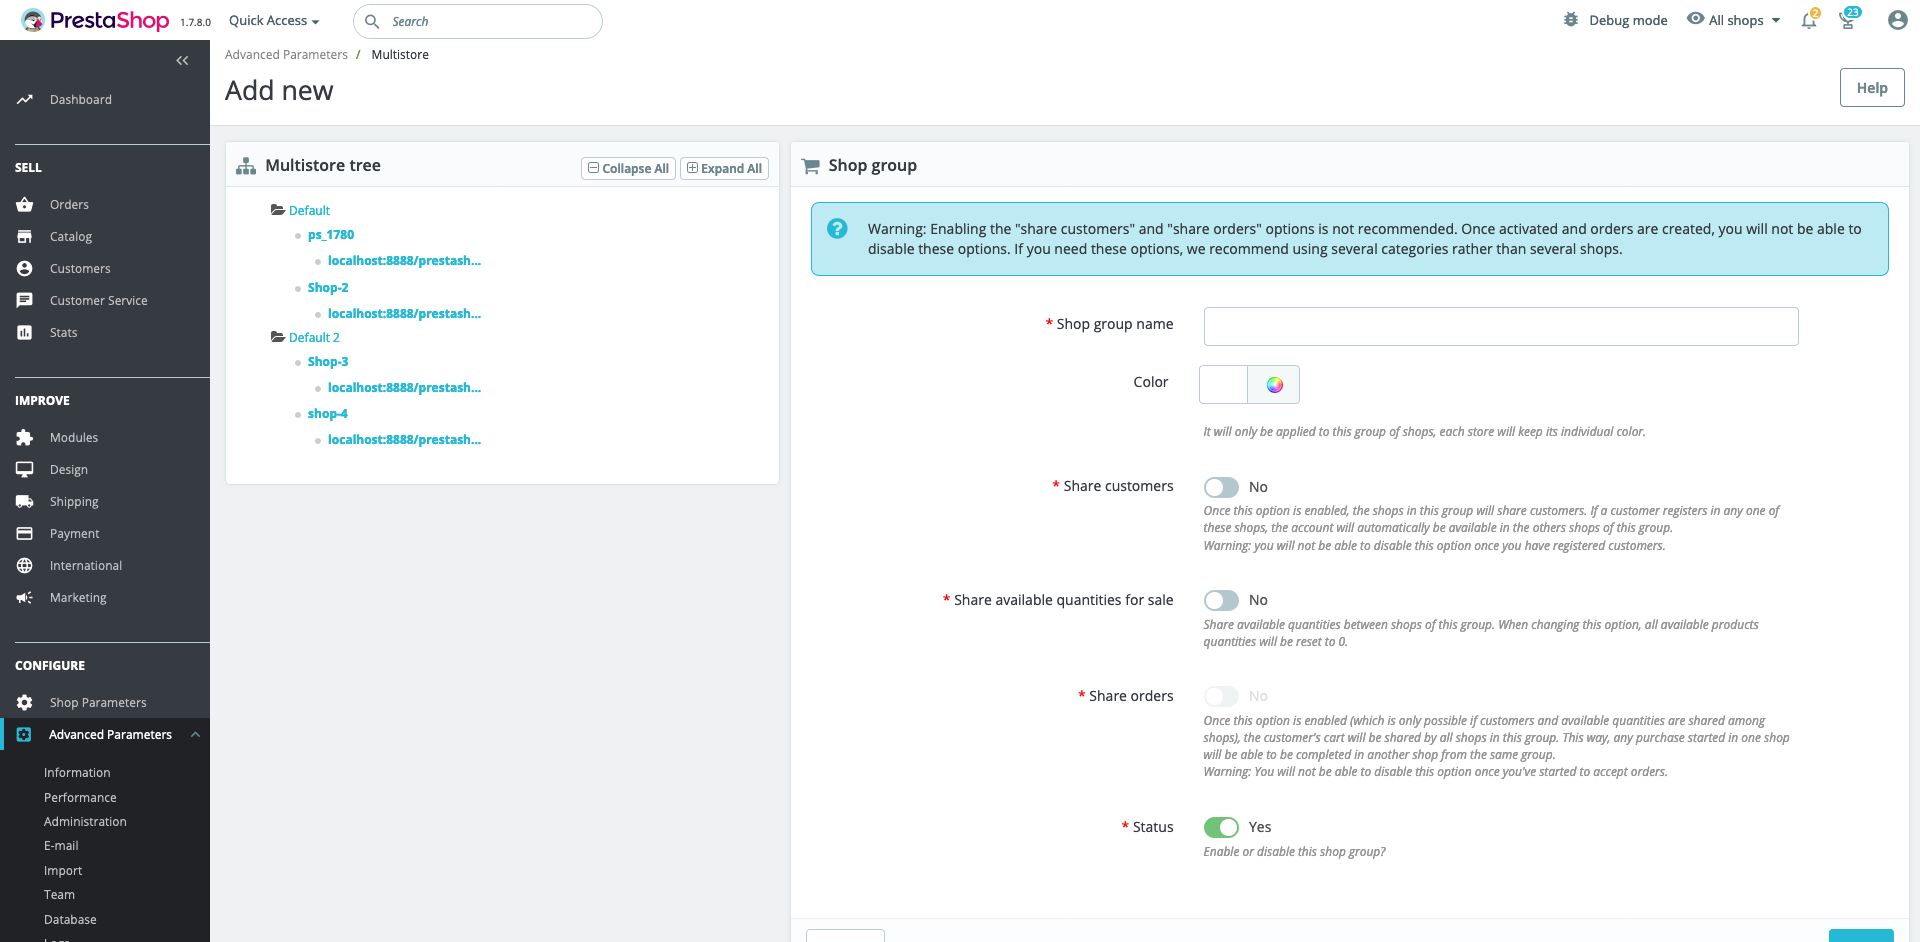 PrestaShop 1.7.8.0
Quick Access
Search
Debug mode
All shops
2
23
Advanced Parameters / Multistore
Add new
Help
Dashboard
SELL
Orders
Catalog
Customers
Customer Service
Stats
IMPROVE
Modules
Design
Shipping
Payment
International
Marketing
CONFIGURE
Shop Parameters
Advanced Parameters
Information
Performance
Administration
E-mail
Import
Team
Database
Multistore tree
Collapse All
Expand All
Default
ps_1780
localhost:8888/prestash...
Shop-2
localhost:8888/prestash...
Default 2
Shop-3
localhost:8888/prestash...
shop-4
localhost:8888/prestash...
Shop group
Warning: Enabling the "share customers" and "share orders" options is not recommended. Once activated and orders are created, you will not be able to
disable these options. If you need these options, we recommend using several categories rather than several shops.
* Shop group name
Color
It will only be applied to this group of shops, each store will keep its individual color.
* Share customers
No
Once this option is enabled, the shops in this group will share customers. If a customer registers in any one of
these shops, the account will automatically be available in the others shops of this group.
Warning: you will not be able to disable this option once you have registered customers.
* Share available quantities for sale
No
Share available quantities between shops of this group. When changing this option, all available products
quantities will be reset to 0.
* Share orders
No
Once this option is enabled (which is only possible if customers and available quantities are shared among
shops), the customer's cart will be shared by all shops in this group. This way, any purchase started in one shop
will be able to be completed in another shop from the same group.
Warning: You will not be able to disable this option once you've started to accept orders.
* Status
Yes
Enable or disable this shop group?